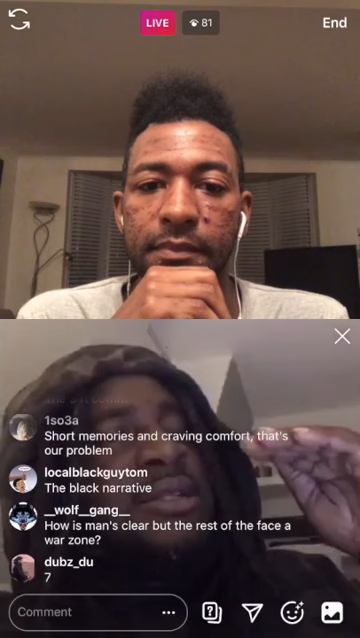 LIVE
81
End
1so3a
Short memories and craving comfort, that's
our problem
localblackguytom
The black narrative
__wolf__gang__
How is man's clear but the rest of the face a
war zone?
dubz_du
7
Comment